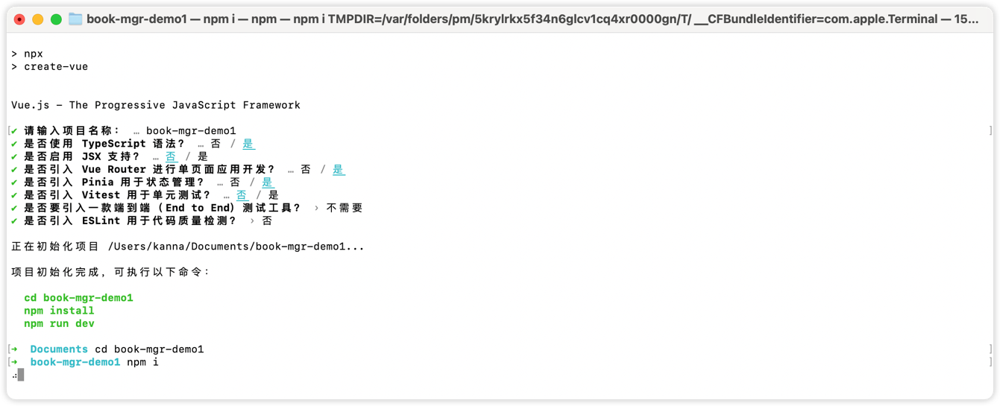 book-mgr-demo1 — npm i — npm — npm i TMPDIR=/var/folders/pm/5krylrkx5f34n6glcv1cq4xr0000gn/T/ __CFBundleIdentifier=com.apple.Terminal — 15...
> npx
> create-vue
Vue.js - The Progressive JavaScript Framework
[✔ 请输入项目名称： … book-mgr-demo1 ]
✔ 是否使用 TypeScript 语法？ … 否 / 是
✔ 是否启用 JSX 支持？ … 否 / 是
✔ 是否引入 Vue Router 进行单页面应用开发？ … 否 / 是
✔ 是否引入 Pinia 用于状态管理？ … 否 / 是
✔ 是否引入 Vitest 用于单元测试？ … 否 / 是
✔ 是否要引入一款端到端（End to End）测试工具？ › 不需要
✔ 是否引入 ESLint 用于代码质量检测？ › 否
正在初始化项目 /Users/kanna/Documents/book-mgr-demo1...
项目初始化完成，可执行以下命令：
cd book-mgr-demo1
npm install
npm run dev
[➜ Documents cd book-mgr-demo1 ]
[➜ book-mgr-demo1 npm i ]